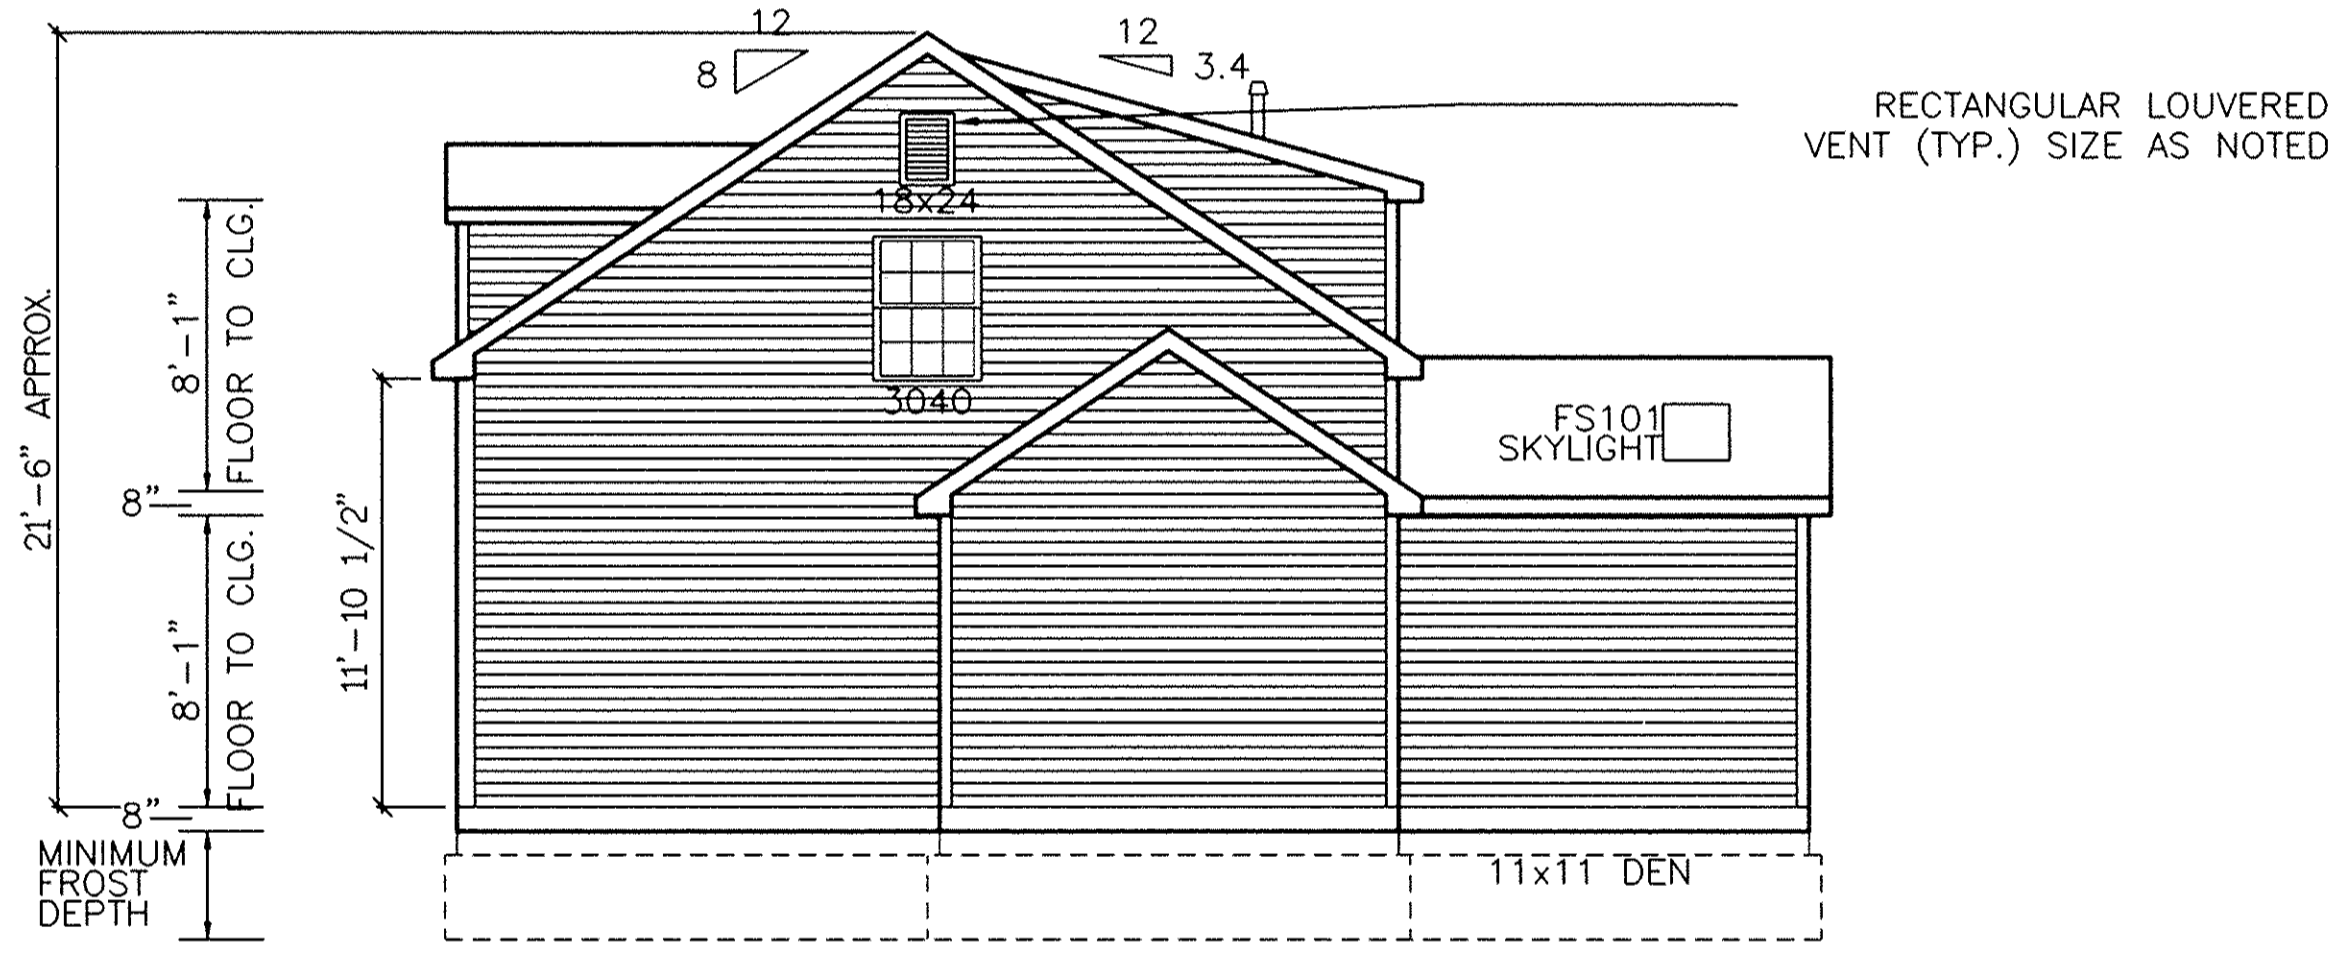 12
8
12
3.4
RECTANGULAR LOUVERED
VENT (TYP.) SIZE AS NOTED
18x24
3040
FS101
SKYLIGHT
21'-6" APPROX.
8'-1"
FLOOR TO CLG.
8"
8'-1"
FLOOR TO CLG.
8"
11'-10 1/2"
MINIMUM
FROST
DEPTH
11x11 DEN